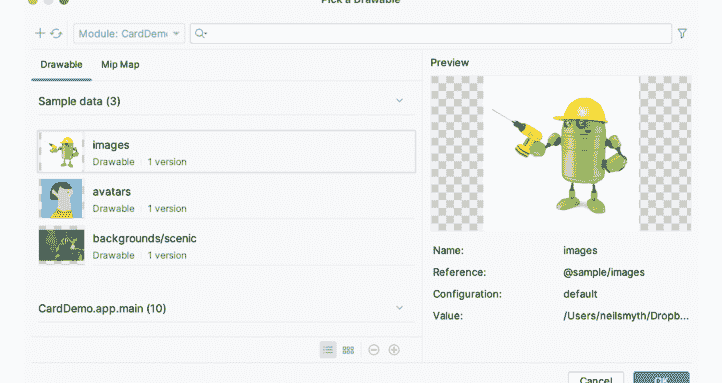 Pick a Drawable
Module: CardDem
Drawable
Mip Map
Sample data (3)
images
Drawable | 1 version
avatars
Drawable | 1 version
backgrounds/scenic
Drawable | 1 version
CardDemo.app.main (10)
Preview
Name: images
Reference: @sample/images
Configuration: default
Value: /Users/neilsmyth/Dropb...
Cancel
OK